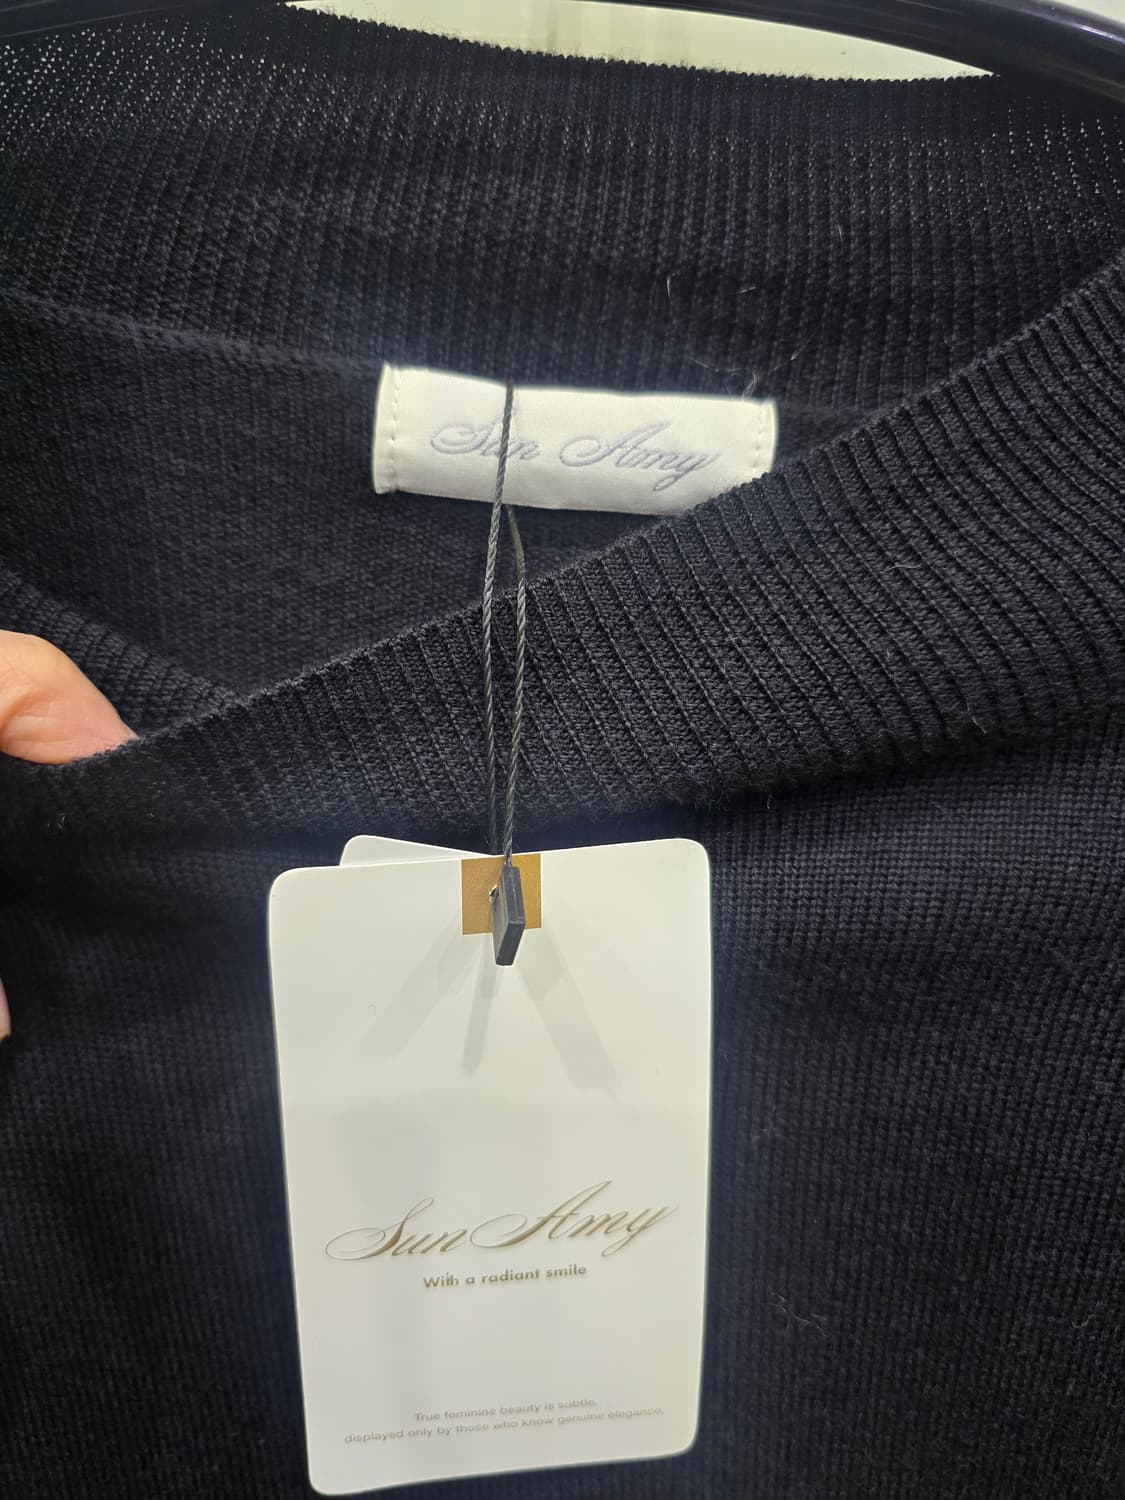 Sun Amy
Sun Amy
With a radiant smile
True feminine beauty is subtle,
displayed only by those who know genuine elegance.